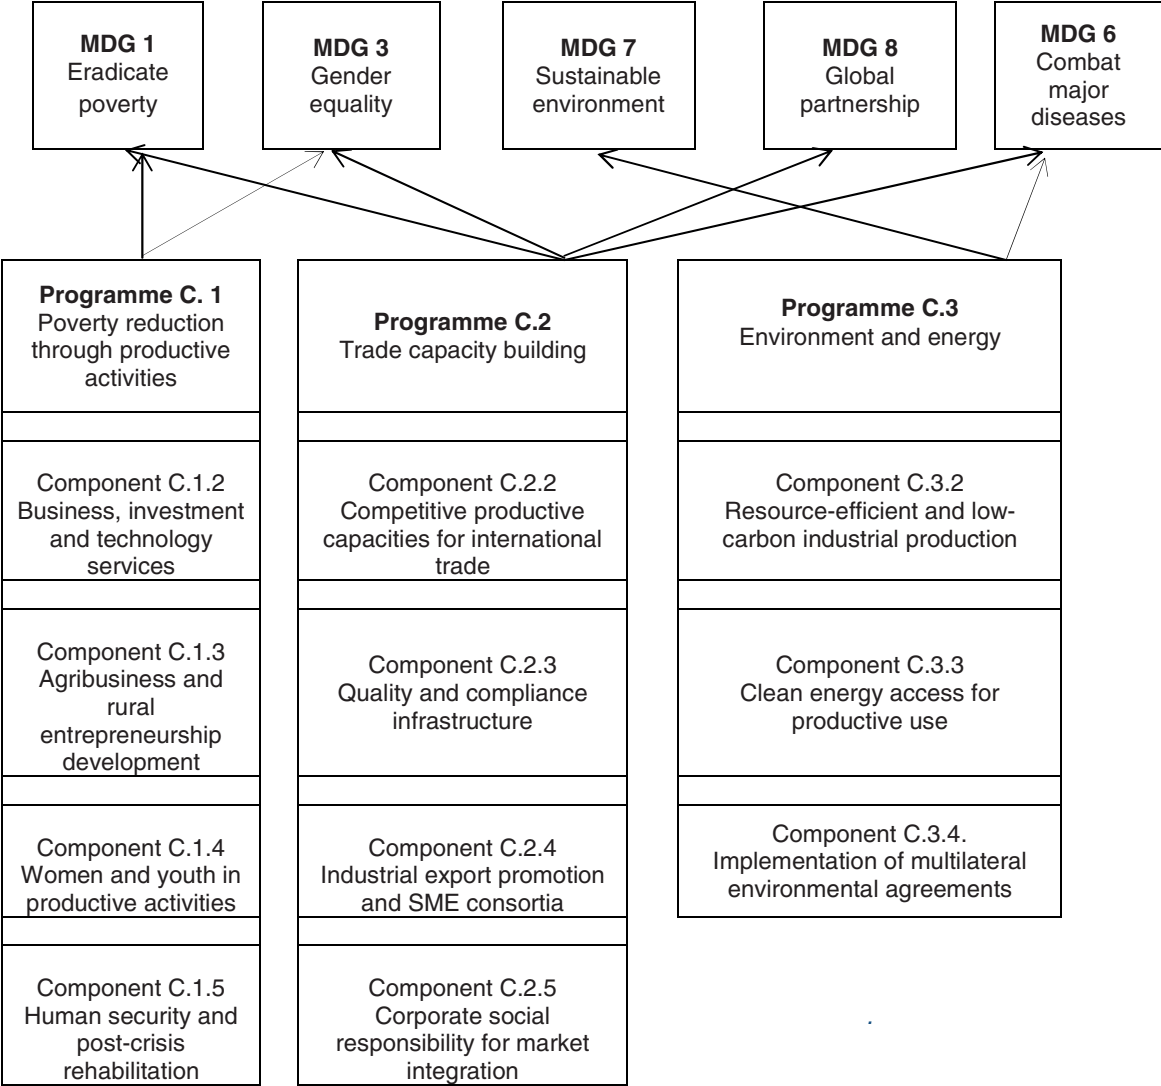 MDG 1
Eradicate
poverty
MDG 3
Gender
equality
MDG 7
Sustainable
environment
MDG 8
Global
partnership
MDG 6
Combat
major
diseases
Programme C. 1
Poverty reduction
through productive
activities
Programme C.2
Trade capacity building
Programme C.3
Environment and energy
Component C.1.2
Business, investment
and technology
services
Component C.2.2
Competitive productive
capacities for international
trade
Component C.3.2
Resource-efficient and low-
carbon industrial production
Component C.1.3
Agribusiness and
rural
entrepreneurship
development
Component C.2.3
Quality and compliance
infrastructure
Component C.3.3
Clean energy access for
productive use
Component C.1.4
Women and youth in
productive activities
Component C.2.4
Industrial export promotion
and SME consortia
Component C.3.4.
Implementation of multilateral
environmental agreements
Component C.1.5
Human security and
post-crisis
rehabilitation
Component C.2.5
Corporate social
responsibility for market
integration
.